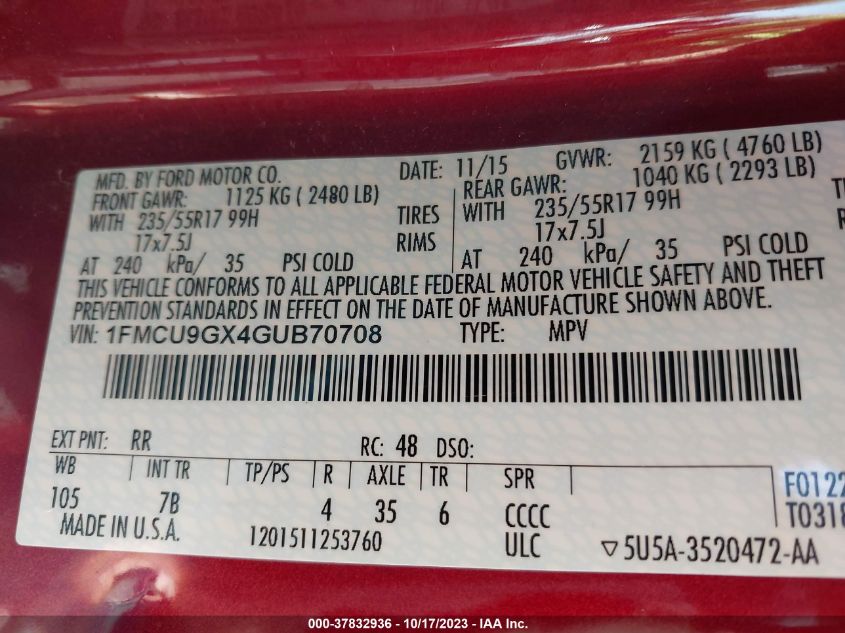 MFD. BY FORD MOTOR CO. DATE: 11/15 GVWR: 2159 KG ( 4760 LB)
FRONT GAWR: 1125 KG ( 2480 LB) REAR GAWR: 1040 KG ( 2293 LB)
WITH 235/55R17 99H TIRES WITH 235/55R17 99H
17x7.5J RIMS 17x7.5J
AT 240 kPa/ 35 PSI COLD AT 240 kPa/ 35 PSI COLD
THIS VEHICLE CONFORMS TO ALL APPLICABLE FEDERAL MOTOR VEHICLE SAFETY AND THEFT
PREVENTION STANDARDS IN EFFECT ON THE DATE OF MANUFACTURE SHOWN ABOVE.
VIN: 1FMCU9GX4GUB70708 TYPE: MPV
EXT PNT: RR RC: 48 DSO:
WB INT TR TP/PS R AXLE TR SPR
105 7B 4 35 6 CCCC F0122
MADE IN U.S.A. 1201511253760 ULC T0318
▽5U5A-3520472-AA
000-37832936 - 10/17/2023 - IAA Inc.